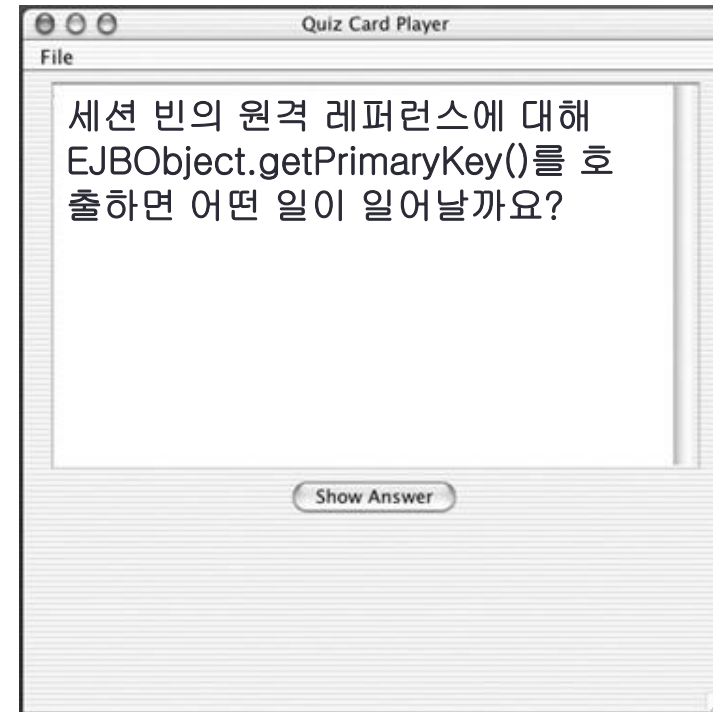 Quiz Card Player
File
세션 빈의 원격 레퍼런스에 대해
EJBObject.getPrimaryKey()를 호
출하면 어떤 일이 일어날까요?
Show Answer